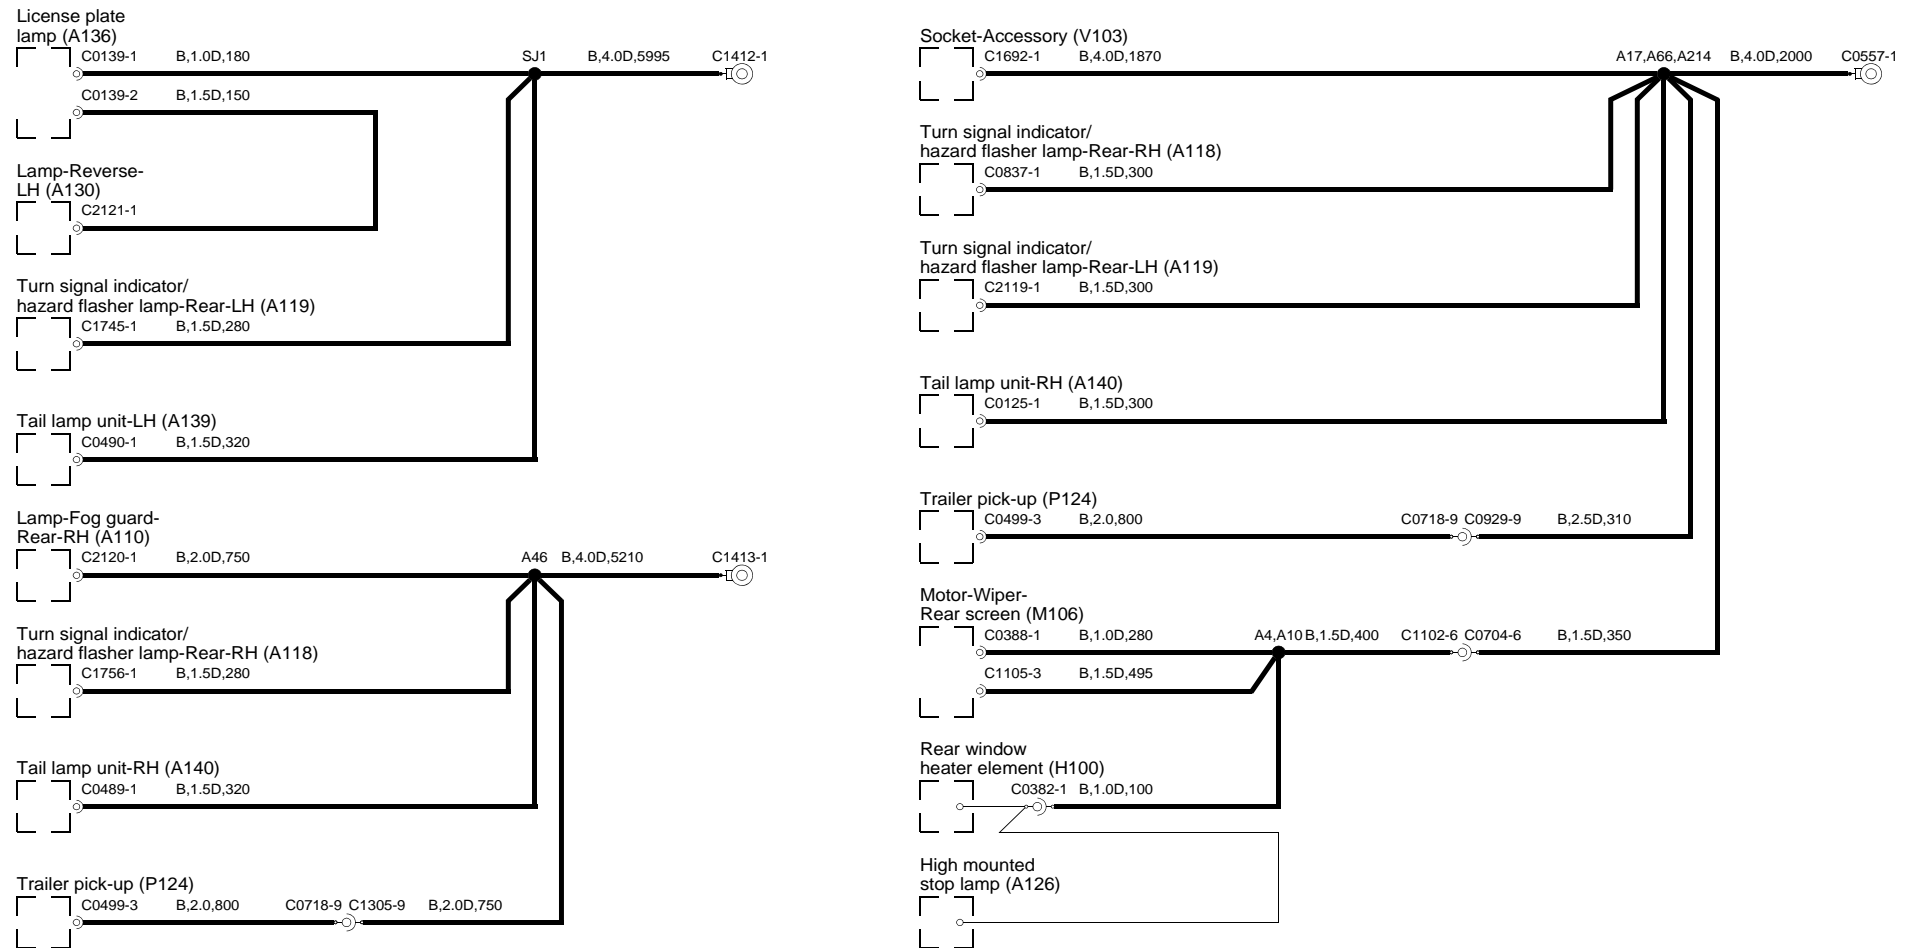 License plate
lamp (A136)
C0139-1 B,1.0D,180 SJ1 B,4.0D,5995 C1412-1
C0139-2 B,1.5D,150
Lamp-Reverse-
LH (A130)
C2121-1
Turn signal indicator/
hazard flasher lamp-Rear-LH (A119)
C1745-1 B,1.5D,280
Tail lamp unit-LH (A139)
C0490-1 B,1.5D,320
Lamp-Fog guard-
Rear-RH (A110)
C2120-1 B,2.0D,750 A46 B,4.0D,5210 C1413-1
Turn signal indicator/
hazard flasher lamp-Rear-RH (A118)
C1756-1 B,1.5D,280
Tail lamp unit-RH (A140)
C0489-1 B,1.5D,320
Trailer pick-up (P124)
C0499-3 B,2.0,800 C0718-9 C1305-9 B,2.0D,750
Socket-Accessory (V103)
C1692-1 B,4.0D,1870 A17,A66,A214 B,4.0D,2000 C0557-1
Turn signal indicator/
hazard flasher lamp-Rear-RH (A118)
C0837-1 B,1.5D,300
Turn signal indicator/
hazard flasher lamp-Rear-LH (A119)
C2119-1 B,1.5D,300
Tail lamp unit-RH (A140)
C0125-1 B,1.5D,300
Trailer pick-up (P124)
C0499-3 B,2.0,800 C0718-9 C0929-9 B,2.5D,310
Motor-Wiper-
Rear screen (M106)
C0388-1 B,1.0D,280 A4,A10 B,1.5D,400 C1102-6 C0704-6 B,1.5D,350
C1105-3 B,1.5D,495
Rear window
heater element (H100)
C0382-1 B,1.0D,100
High mounted
stop lamp (A126)